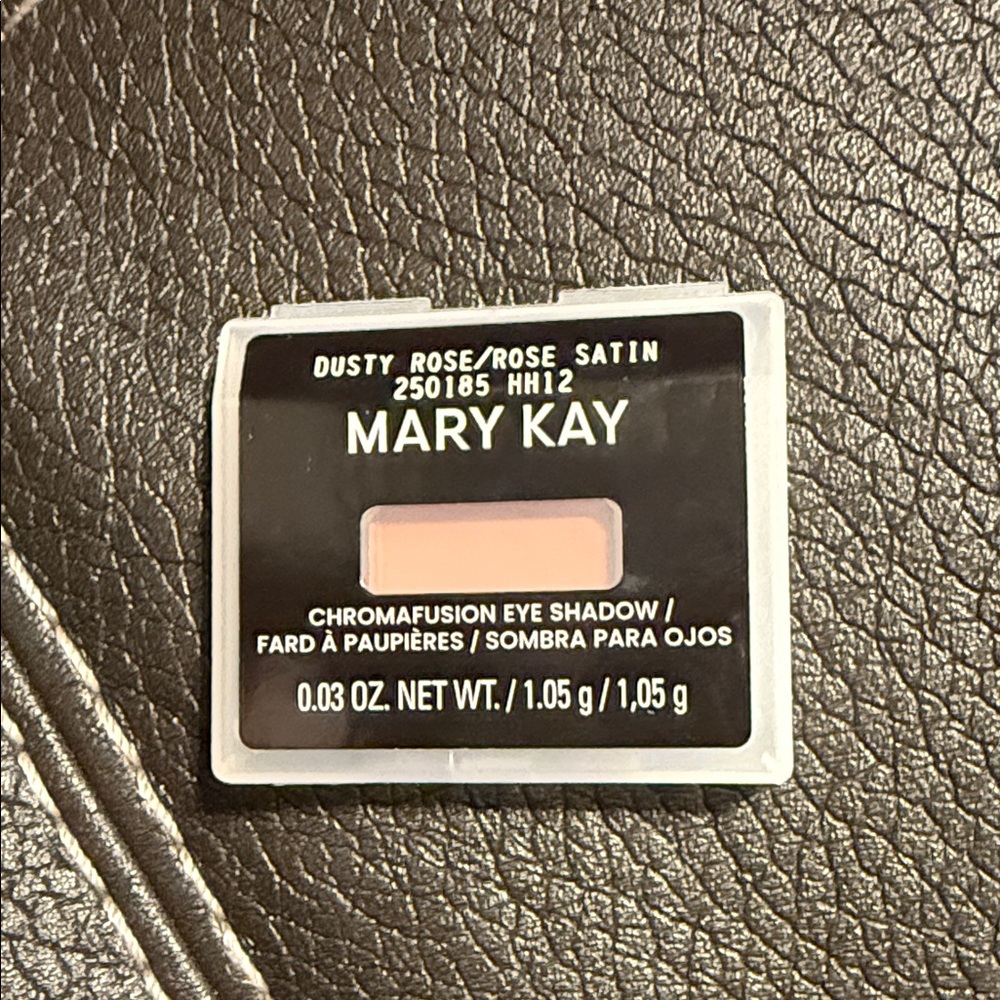 DUSTY ROSE/ROSE SATIN
250185 HH12
MARY KAY
CHROMAFUSION EYE SHADOW /
FARD À PAUPIÈRES / SOMBRA PARA OJOS
0.03 OZ. NET WT. / 1.05 g / 1,05 g